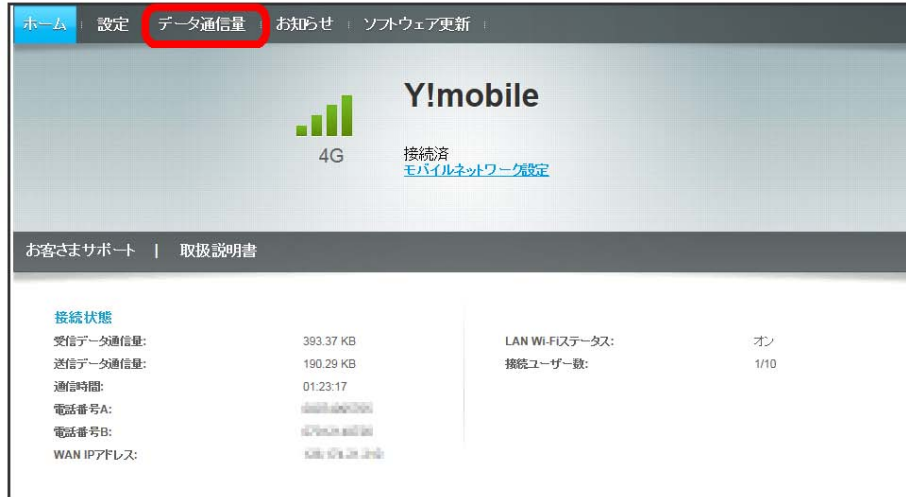 ホーム 設定 データ通信量 お知らせ ソフトウェア更新
Y!mobile
4G
接続済
モバイルネットワーク設定
お客さまサポート | 取扱説明書
接続状態
受信データ通信量: 393.37 KB LAN Wi-Fiステータス: オン
送信データ通信量: 190.29 KB 接続ユーザー数: 1/10
通信時間: 01:23:17
電話番号A:
電話番号B:
WAN IPアドレス: